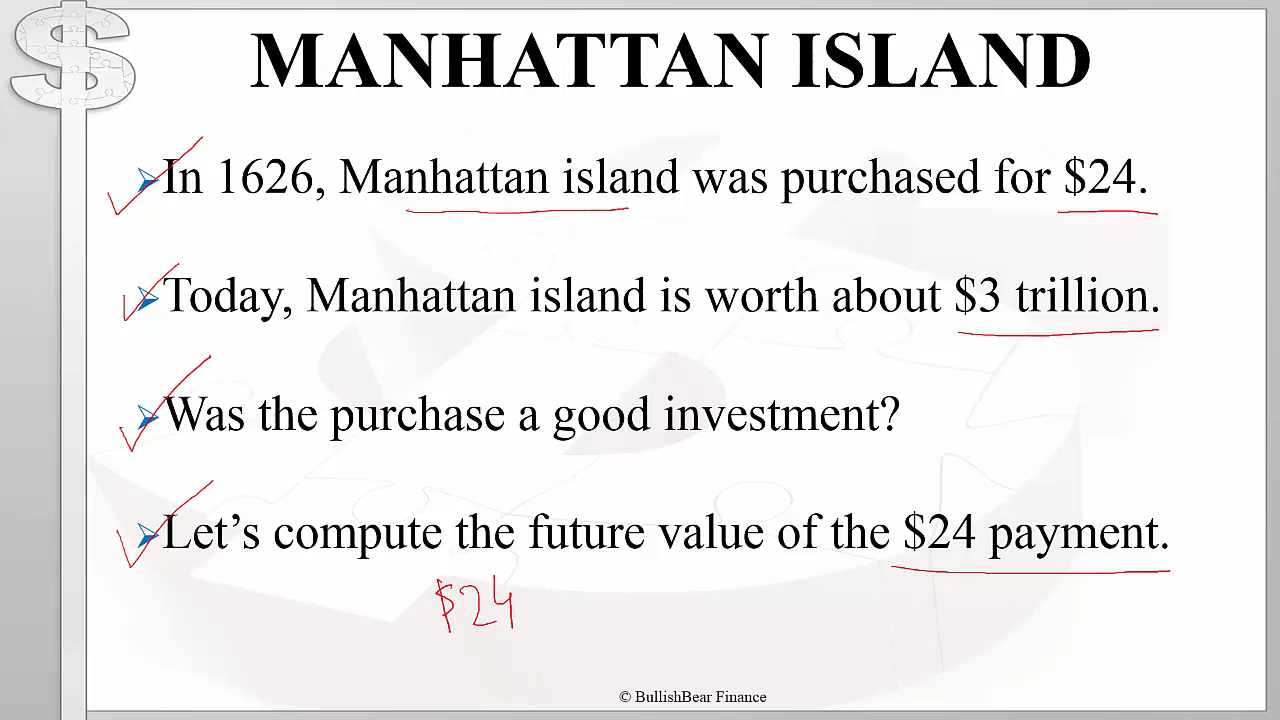 MANHATTAN ISLAND
In 1626, Manhattan island was purchased for $24.
Today, Manhattan island is worth about $3 trillion.
Was the purchase a good investment?
Let’s compute the future value of the $24 payment.
$24
© BullishBear Finance